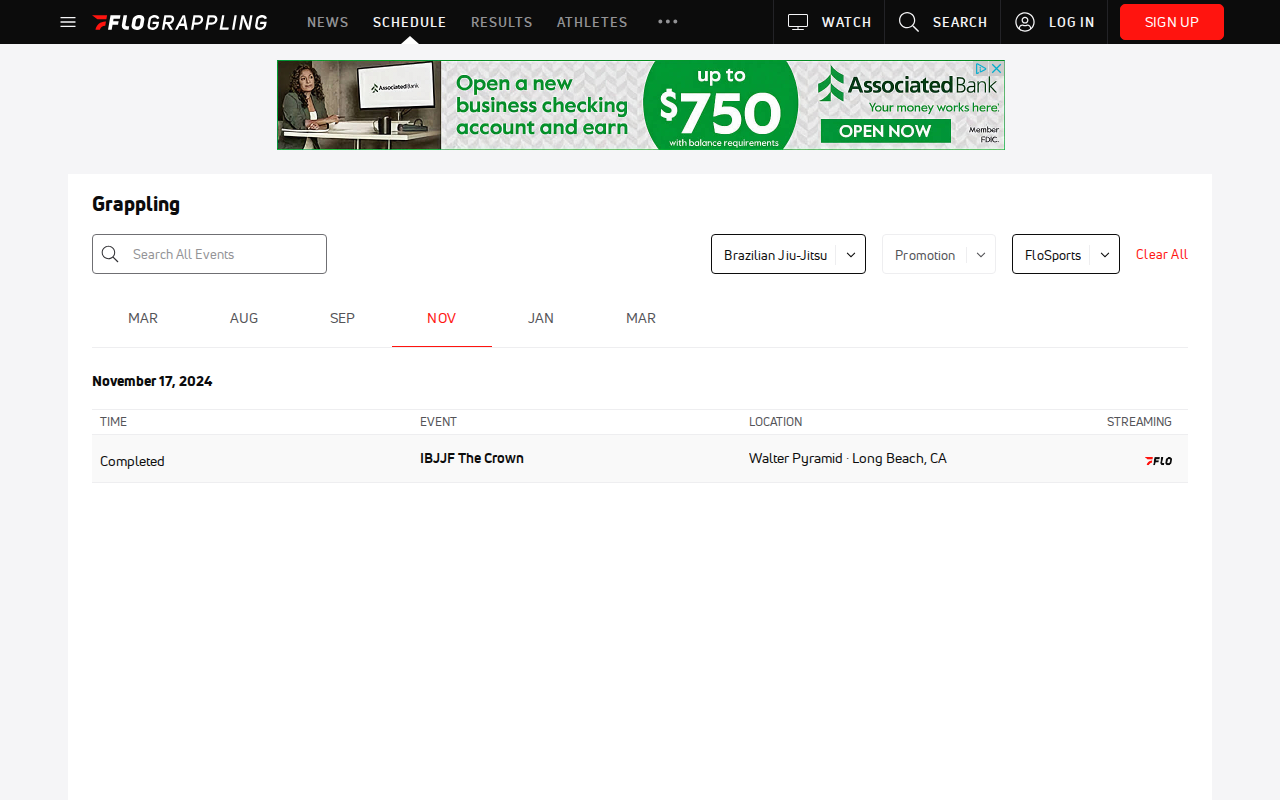 FLOGRAPPLING NEWS SCHEDULE RESULTS ATHLETES ••• WATCH SEARCH LOG IN SIGN UP
AssociatedBank
Open a new
business checking
account and earn
up to
$750
with balance requirements
AssociatedBank
Your money works here.
OPEN NOW
Member
FDIC.
Grappling
Search All Events Brazilian Jiu-Jitsu Promotion FloSports Clear All
MAR AUG SEP NOV JAN MAR
November 17, 2024
TIME EVENT LOCATION STREAMING
Completed IBJJF The Crown Walter Pyramid · Long Beach, CA FLO